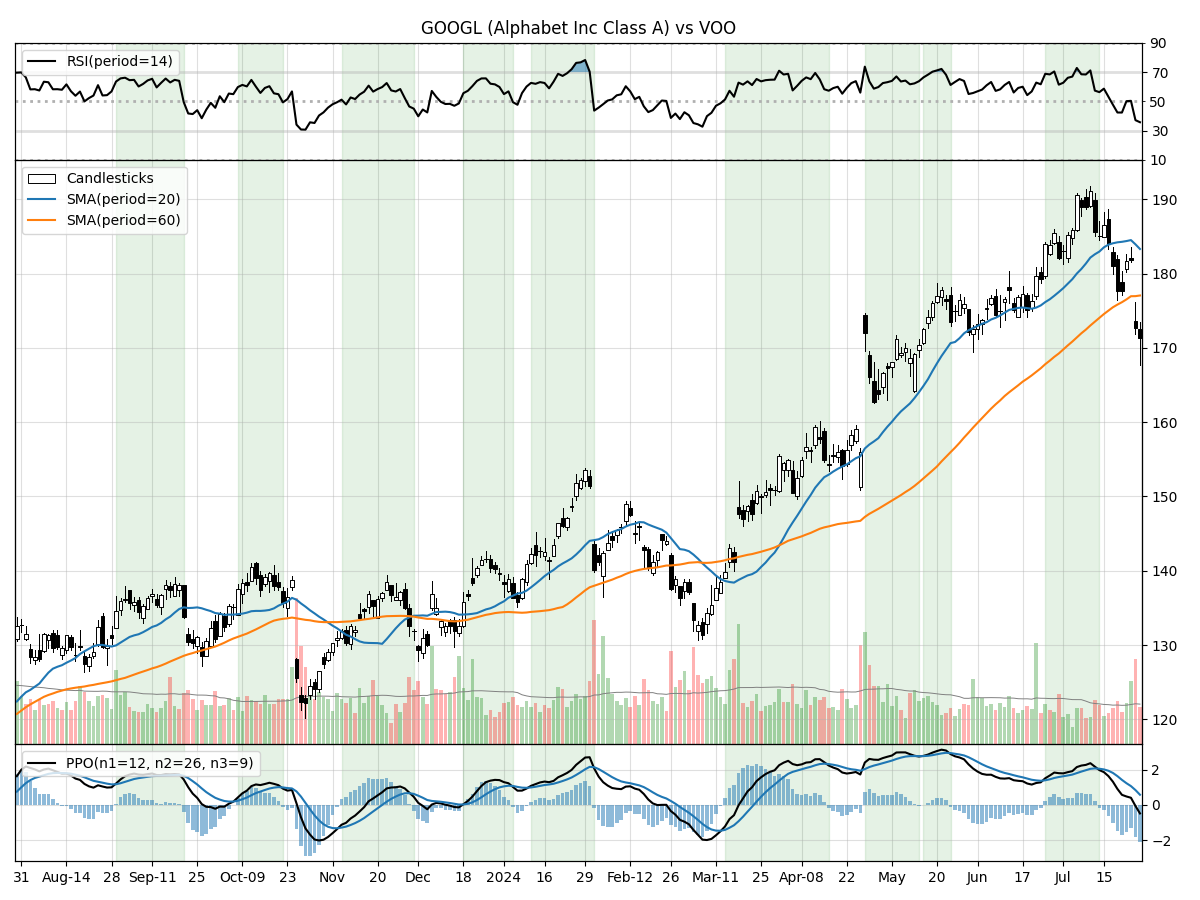 GOOGL (Alphabet Inc Class A) vs VOO
RSI(period=14)
90
70
50
30
10
Candlesticks
SMA(period=20)
SMA(period=60)
190
180
170
160
150
140
130
120
PPO(n1=12, n2=26, n3=9)
2
0
−2
31 Aug-14 28 Sep-11 25 Oct-09 23 Nov 20 Dec 18 2024 16 29 Feb-12 26 Mar-11 25 Apr-08 22 May 20 Jun 17 Jul 15